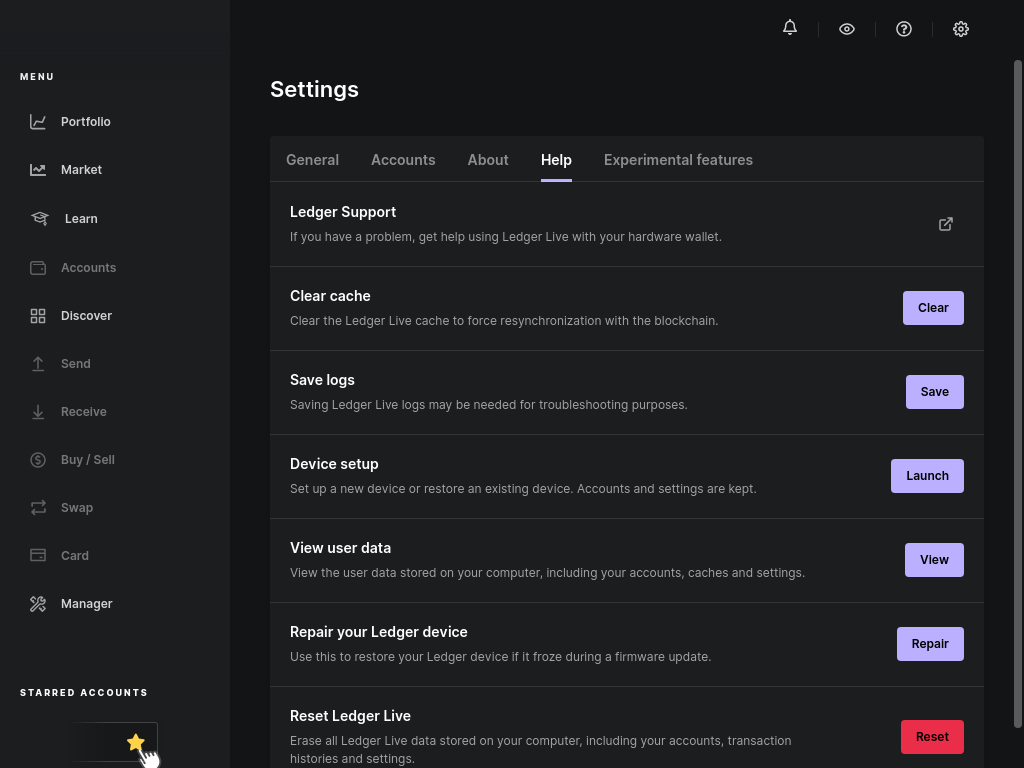 MENU
Portfolio
Market
Learn
Accounts
Discover
Send
Receive
Buy / Sell
Swap
Card
Manager
STARRED ACCOUNTS
Settings
General Accounts About Help Experimental features
Ledger Support
If you have a problem, get help using Ledger Live with your hardware wallet.
Clear cache
Clear the Ledger Live cache to force resynchronization with the blockchain.
Clear
Save logs
Saving Ledger Live logs may be needed for troubleshooting purposes.
Save
Device setup
Set up a new device or restore an existing device. Accounts and settings are kept.
Launch
View user data
View the user data stored on your computer, including your accounts, caches and settings.
View
Repair your Ledger device
Use this to restore your Ledger device if it froze during a firmware update.
Repair
Reset Ledger Live
Erase all Ledger Live data stored on your computer, including your accounts, transaction
histories and settings.
Reset